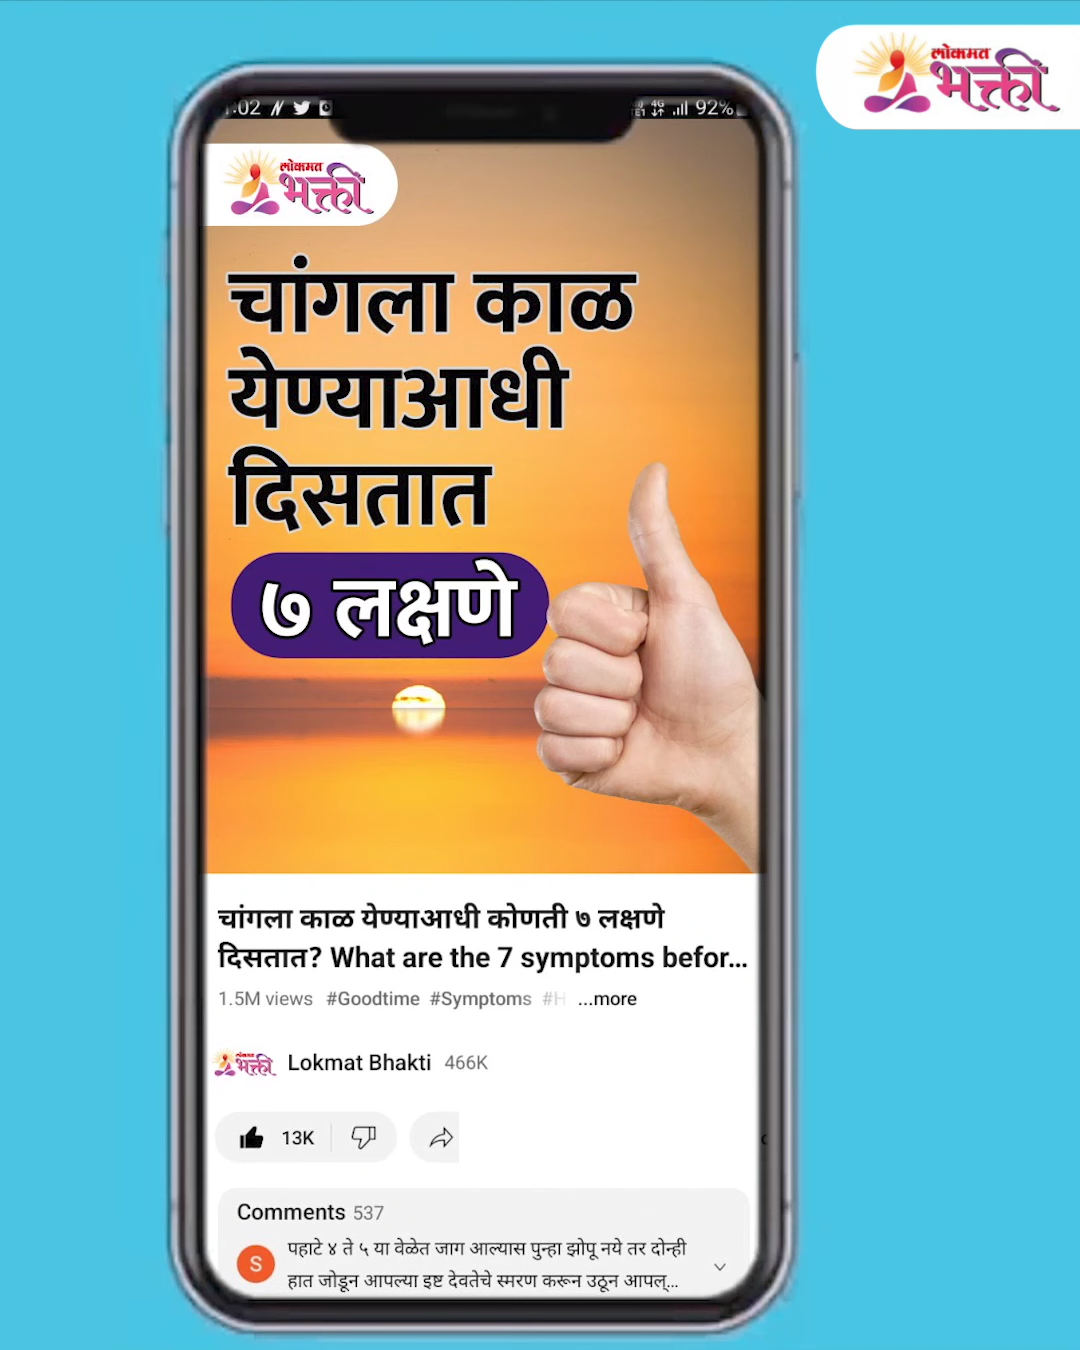 लोकमत
भक्ती
:02 92%
4G
लोकमत
भक्ती
चांगला काळ
येण्याआधी
दिसतात
७ लक्षणे
चांगला काळ येण्याआधी कोणती ७ लक्षणे
दिसतात? What are the 7 symptoms befor...
1.5M views #Goodtime #Symptoms #H ...more
भक्ती
Lokmat Bhakti 466K
13K
Comments 537
S
पहाटे ४ ते ५ या वेळेत जाग आल्यास पुन्हा झोपू नये तर दोन्ही
हात जोडून आपल्या इष्ट देवतेचे स्मरण करून उठून आपल्...